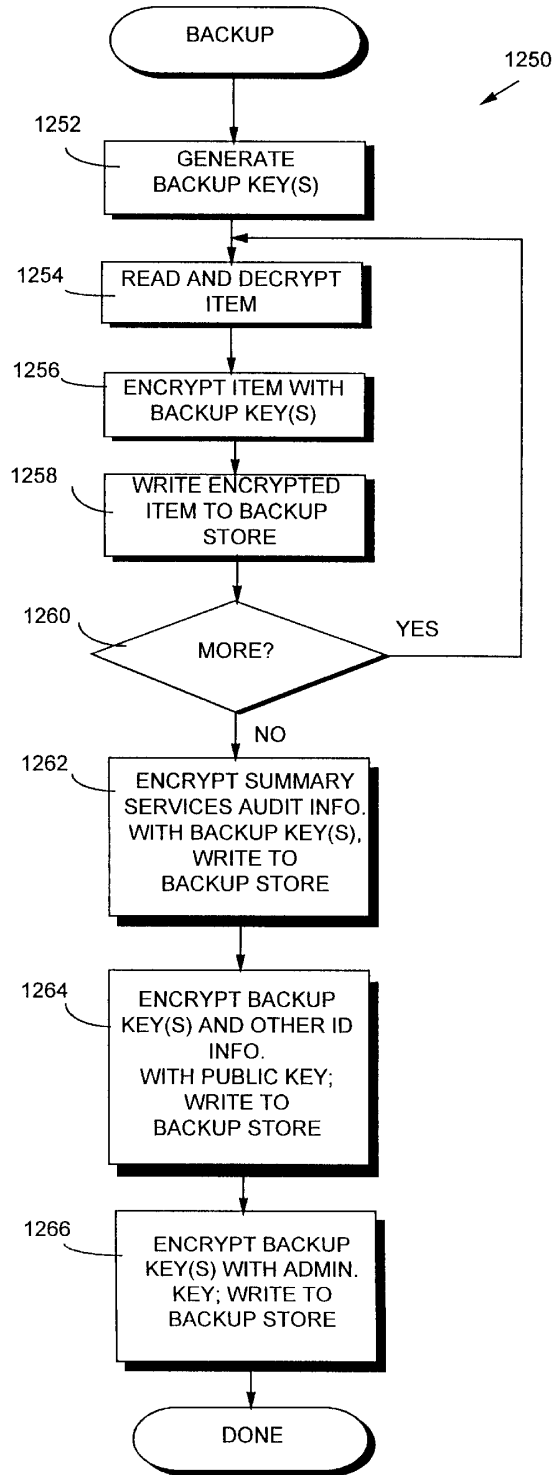 BACKUP
1250
1252
GENERATE
BACKUP KEY(S)
1254
READ AND DECRYPT
ITEM
1256
ENCRYPT ITEM WITH
BACKUP KEY(S)
1258
WRITE ENCRYPTED
ITEM TO BACKUP
STORE
1260
MORE?
YES
NO
1262
ENCRYPT SUMMARY
SERVICES AUDIT INFO.
WITH BACKUP KEY(S),
WRITE TO
BACKUP STORE
1264
ENCRYPT BACKUP
KEY(S) AND OTHER ID
INFO.
WITH PUBLIC KEY;
WRITE TO
BACKUP STORE
1266
ENCRYPT BACKUP
KEY(S) WITH ADMIN.
KEY; WRITE TO
BACKUP STORE
DONE